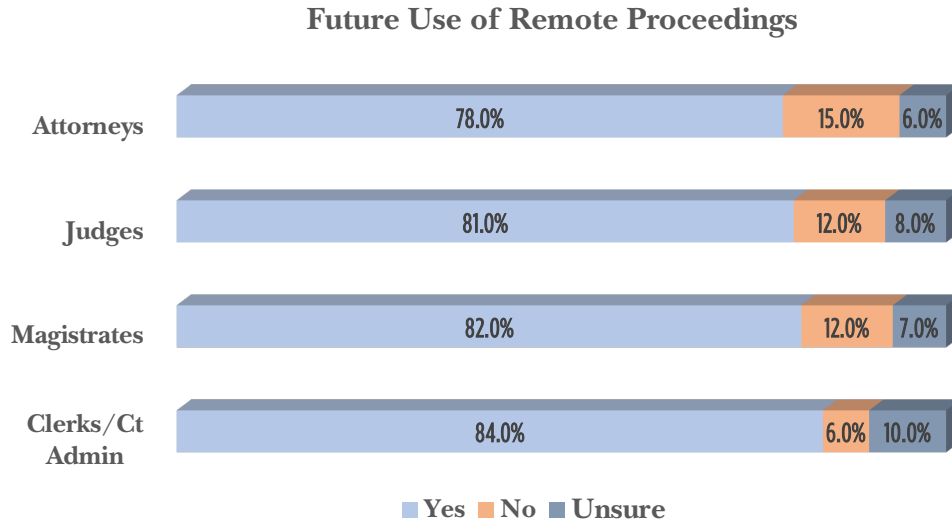 Future Use of Remote Proceedings
Attorneys
78.0%
15.0%
6.0%
Judges
81.0%
12.0%
8.0%
Magistrates
82.0%
12.0%
7.0%
Clerks/Ct
Admin
84.0%
6.0%
10.0%
Yes
No
Unsure